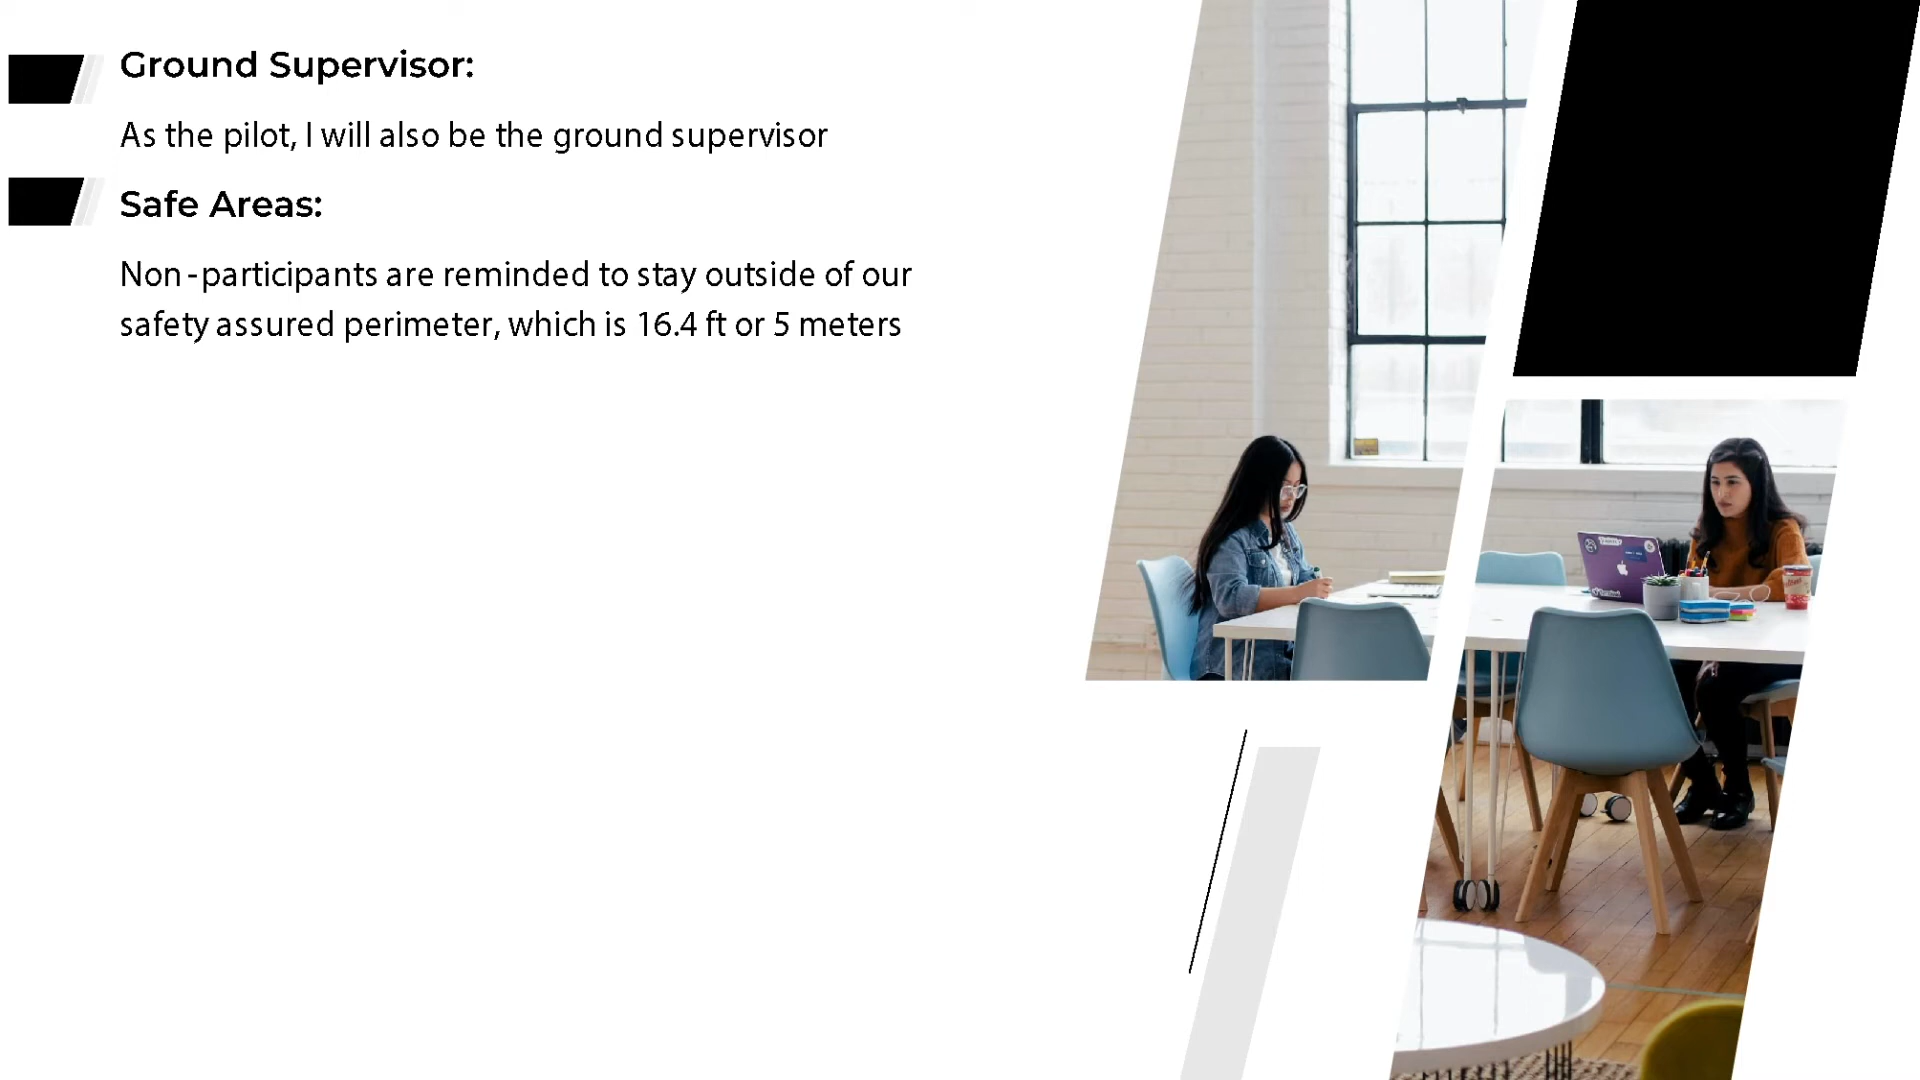 Ground Supervisor:
As the pilot, I will also be the ground supervisor
Safe Areas:
Non-participants are reminded to stay outside of our
safety assured perimeter, which is 16.4 ft or 5 meters